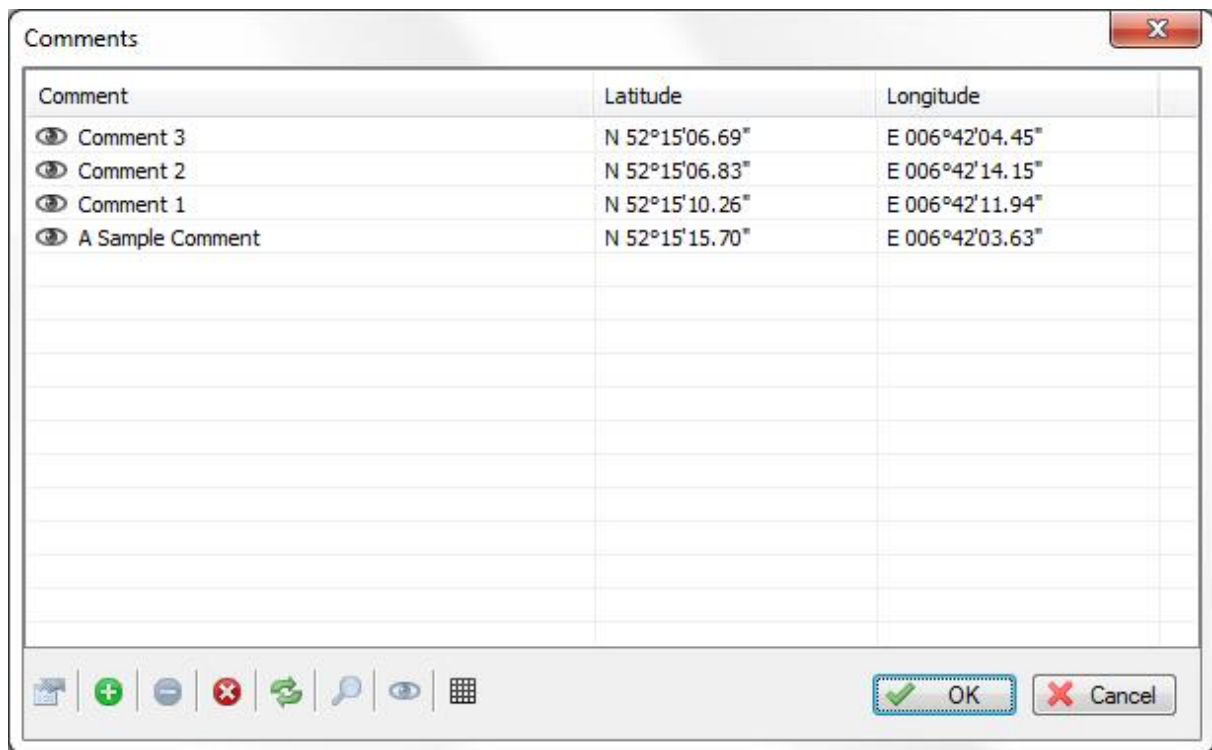 Comments
Comment Latitude Longitude
Comment 3 N 52°15'06.69" E 006°42'04.45"
Comment 2 N 52°15'06.83" E 006°42'14.15"
Comment 1 N 52°15'10.26" E 006°42'11.94"
A Sample Comment N 52°15'15.70" E 006°42'03.63"
OK Cancel